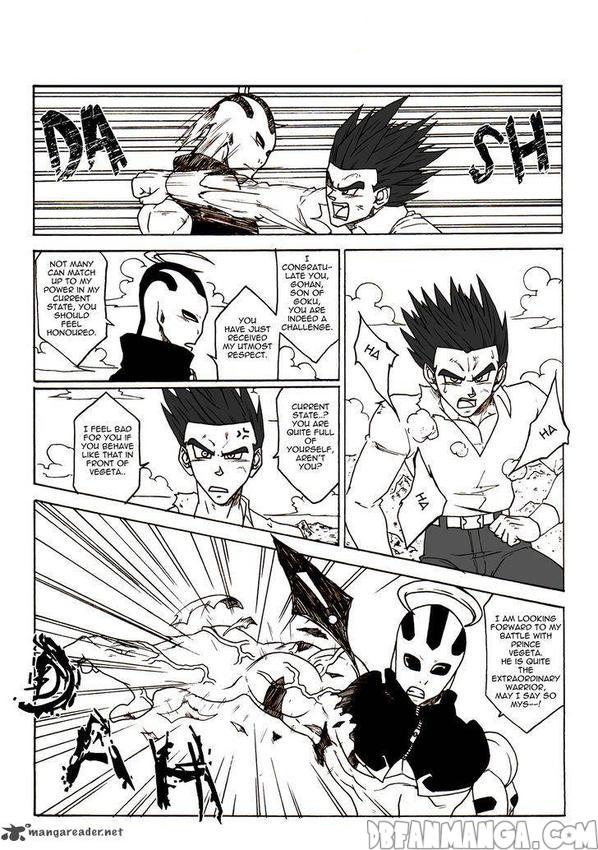 DA
SH
I
CONGRATU-
LATE YOU,
GOHAN,
SON OF
GOKU,
YOU ARE
INDEED A
CHALLENGE.
YOU
HAVE JUST
RECEIVED
MY UTMOST
RESPECT.
NOT MANY
CAN MATCH
UP TO MY
POWER IN MY
CURRENT
STATE, YOU
SHOULD
FEEL
HONOURED.
HA
HA
HA
CURRENT
STATE..?
YOU ARE
QUITE FULL
OF
YOURSELF,
AREN'T
YOU?
I FEEL BAD
FOR YOU IF
YOU BEHAVE
LIKE THAT IN
FRONT OF
VEGETA..
I AM LOOKING
FORWARD TO MY
BATTLE WITH
PRINCE
VEGETA.
HE IS QUITE
THE
EXTRAORDINARY
WARRIOR,
MAY I SAY SO
MYS--!
D
AH
mangareader.net
DBFANMANGA.COM